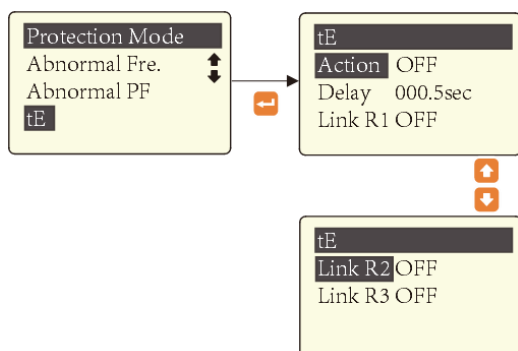 Protection Mode
Abnormal Fre.
Abnormal PF
tE
tE
Action OFF
Delay 000.5sec
Link R1 OFF
tE
Link R2 OFF
Link R3 OFF